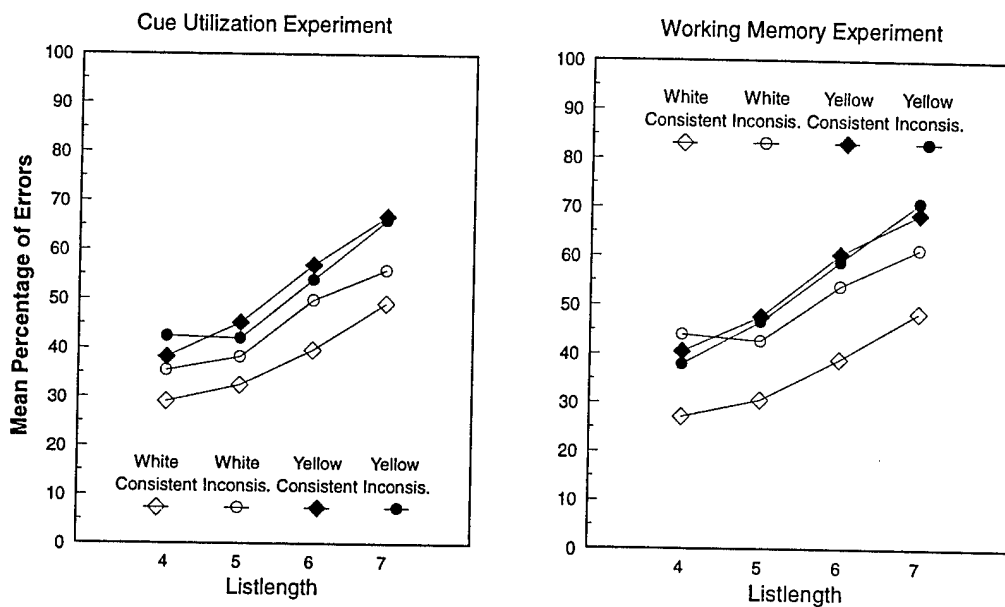 Cue Utilization Experiment
Mean Percentage of Errors
100
90
80
70
60
50
40
30
20
10
0
White White Yellow Yellow
Consistent Inconsis. Consistent Inconsis.
4 5 6 7
Listlength
Working Memory Experiment
100
90
80
70
60
50
40
30
20
10
0
White White Yellow Yellow
Consistent Inconsis. Consistent Inconsis.
4 5 6 7
Listlength